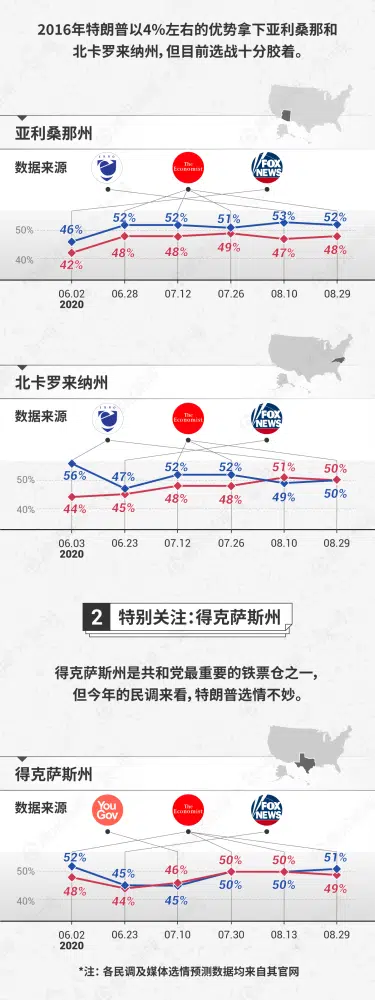 2016年特朗普以4%左右的优势拿下亚利桑那和
北卡罗来纳州，但目前选战十分胶着。
亚利桑那州
数据来源
The
Economist
FOX
NEWS
46% 52% 52% 51% 53% 52%
50%
42% 48% 48% 49% 47% 48%
40%
06.02 06.28 07.12 07.26 08.10 08.29
2020
北卡罗来纳州
数据来源
The
Economist
FOX
NEWS
47% 52% 52% 51% 50%
50%
56% 49% 50%
44% 45% 48% 48%
40%
06.03 06.23 07.12 07.26 08.10 08.29
2020
2 特别关注：得克萨斯州
得克萨斯州是共和党最重要的铁票仓之一，
但今年的民调来看，特朗普选情不妙。
得克萨斯州
数据来源
You
Gov
The
Economist
FOX
NEWS
52% 45% 46% 50% 50% 51%
50%
48% 44% 45% 50% 50% 49%
40%
06.02 06.23 07.10 07.30 08.13 08.29
2020
*注：各民调及媒体选情预测数据均来自其官网